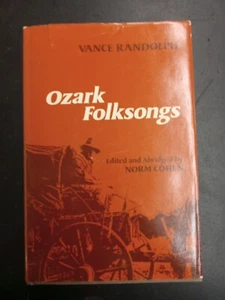 VANCE RANDOLPH
Ozark
Folksongs
Edited and Abridged by
NORM COHEN